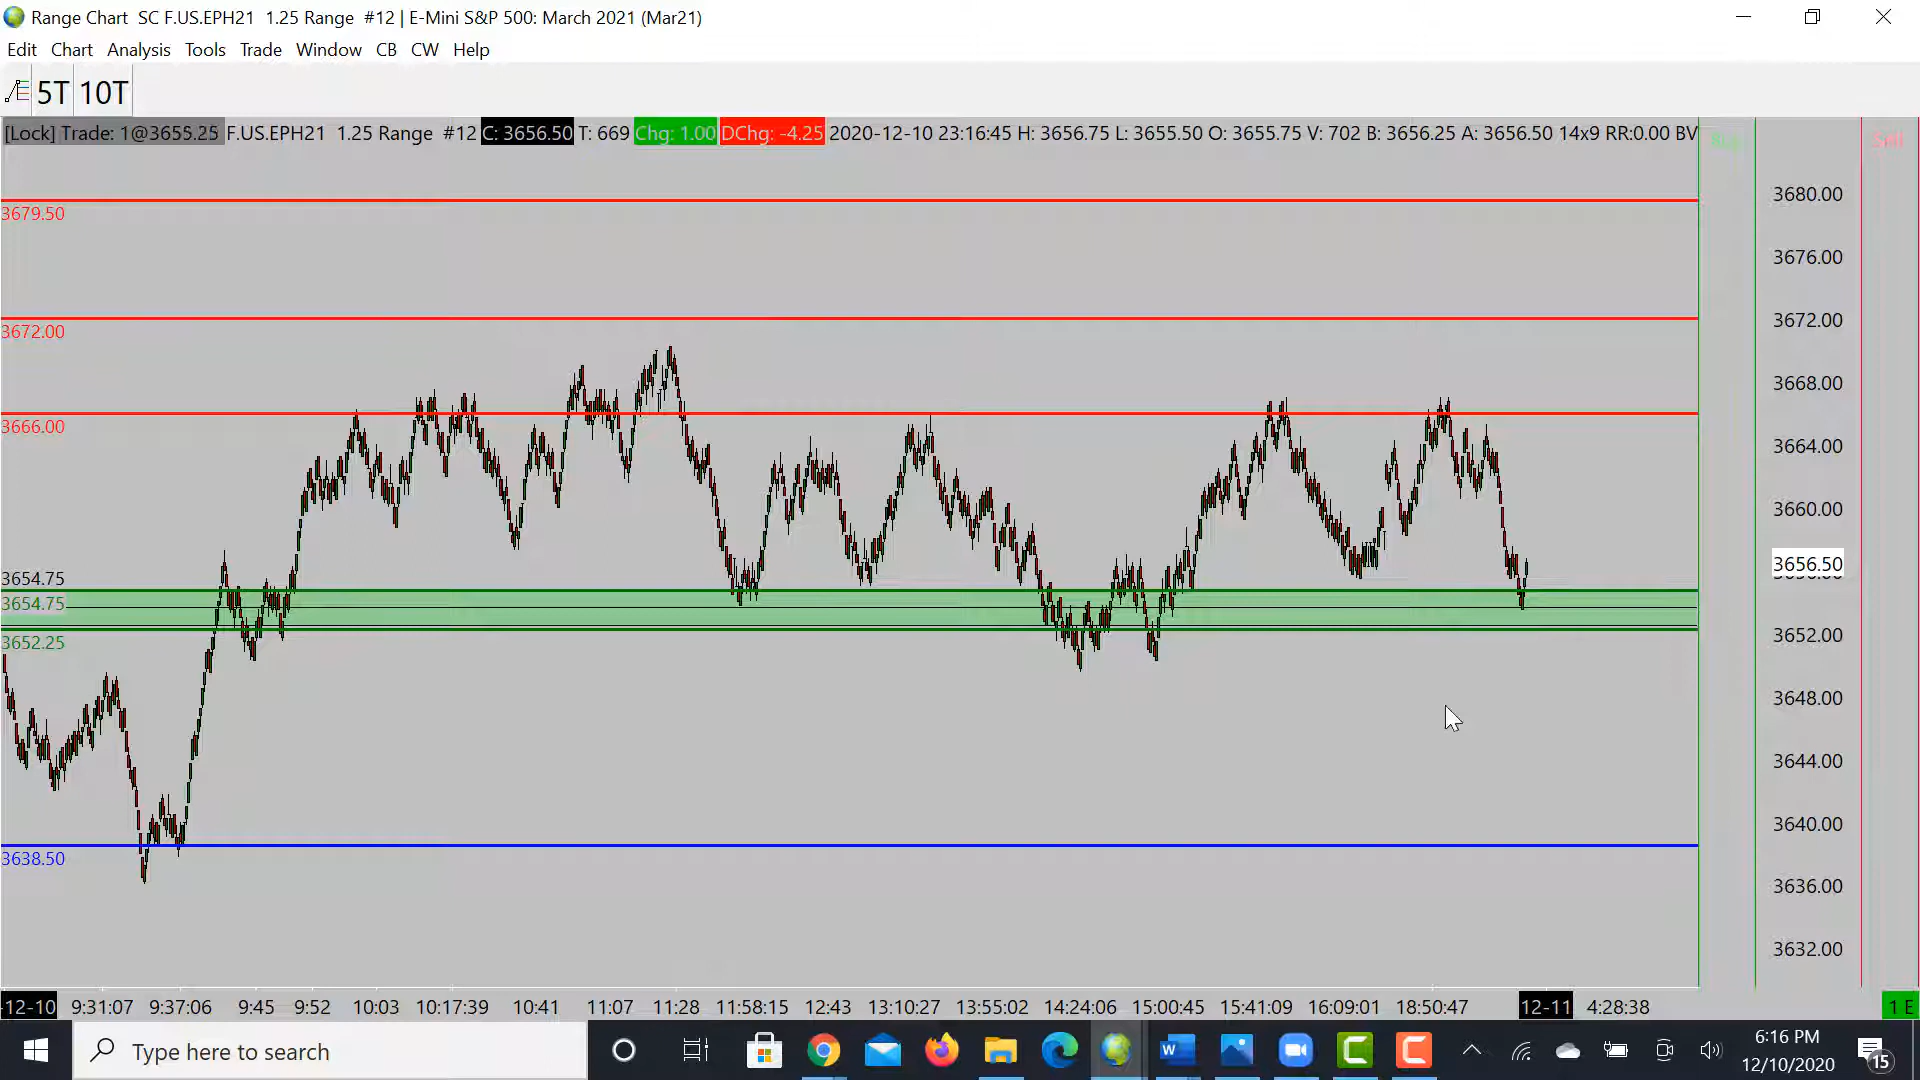 Range Chart SC F.US.EPH21 1.25 Range #12 | E-Mini S&P 500: March 2021 (Mar21)
Edit Chart Analysis Tools Trade Window CB CW Help
5T 10T
[Lock] Trade: 1@3655.25 F.US.EPH21 1.25 Range #12 C: 3656.50 T: 669 Chg: 1.00 DChg: -4.25 2020-12-10 23:16:45 H: 3656.75 L: 3655.50 O: 3655.75 V: 702 B: 3656.25 A: 3656.50 14x9 RR:0.00 BV
Buy Sell
3680.00
3679.50
3676.00
3672.00
3672.00
3668.00
3666.00
3664.00
3660.00
3656.50
3654.75
3654.75
3652.25
3652.00
3648.00
3644.00
3640.00
3638.50
3636.00
3632.00
-12-10 9:31:07 9:37:06 9:45 9:52 10:03 10:17:39 10:41 11:07 11:28 11:58:15 12:43 13:10:27 13:55:02 14:24:06 15:00:45 15:41:09 16:09:01 18:50:47 12-11 4:28:38 1 E
Type here to search
6:16 PM
12/10/2020
15